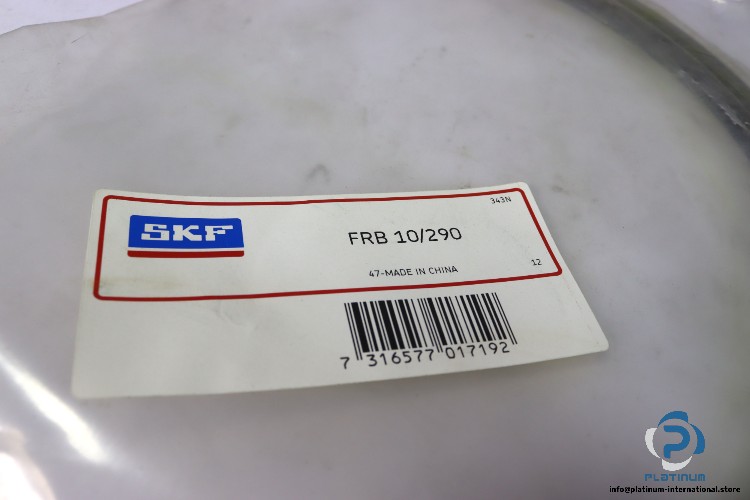 343N
SKF
FRB 10/290
47-MADE IN CHINA
12
7 316577 017192
PLATINUM
info@platinum-international.store